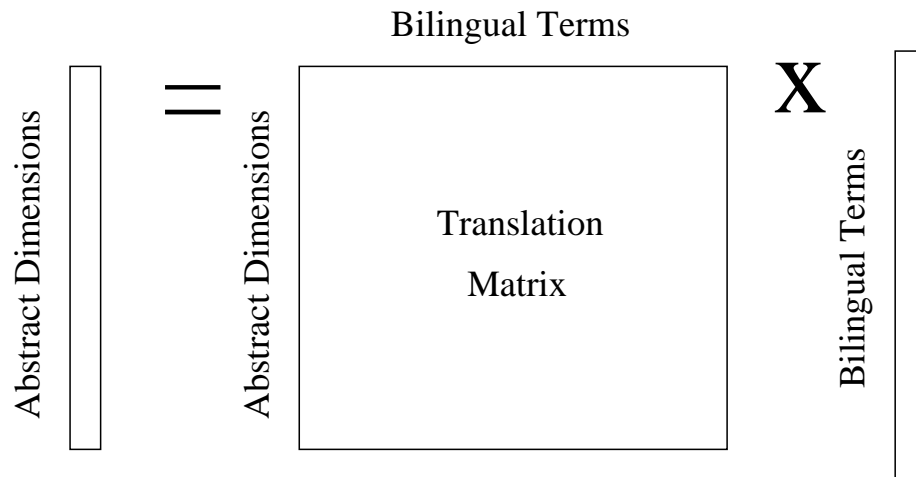 Bilingual Terms
Abstract Dimensions
=
Abstract Dimensions
Translation
Matrix
X
Bilingual Terms